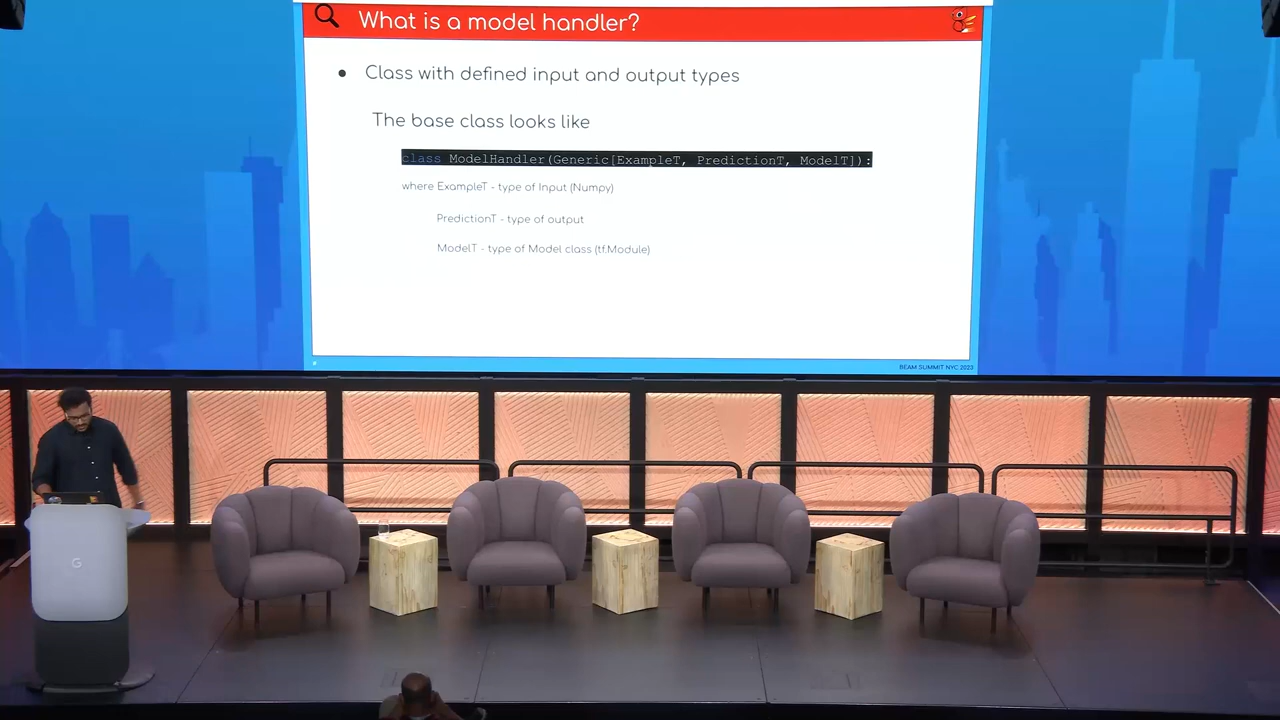 What is a model handler?
● Class with defined input and output types
The base class looks like
class ModelHandler(Generic[ExampleT, PredictionT, ModelT]):
where ExampleT - type of Input (Numpy)
PredictionT - type of output
ModelT - type of Model class (tf.Module)
BEAM SUMMIT NYC 2023
G